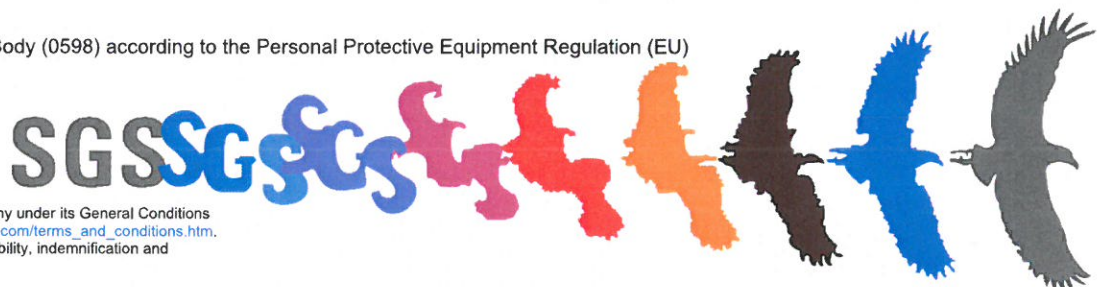 Body (0598) according to the Personal Protective Equipment Regulation (EU)
SGS SGS
ny under its General Conditions
.com/terms_and_conditions.htm.
bility, indemnification and